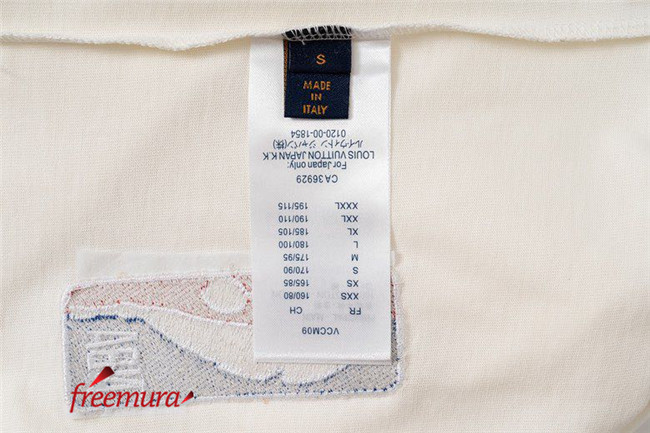 S
MADE
IN
ITALY
VCCM09
FR CH
XXS 160/80
XS 165/85
S 170/90
M 175/95
L 180/100
XL 185/105
XXL 190/110
XXXL 195/115
CA 36929
For Japan only:
LOUIS VUITTON JAPAN K.K
ルイ・ヴィトン ジャパン(株)
0120-00-1854
freemura